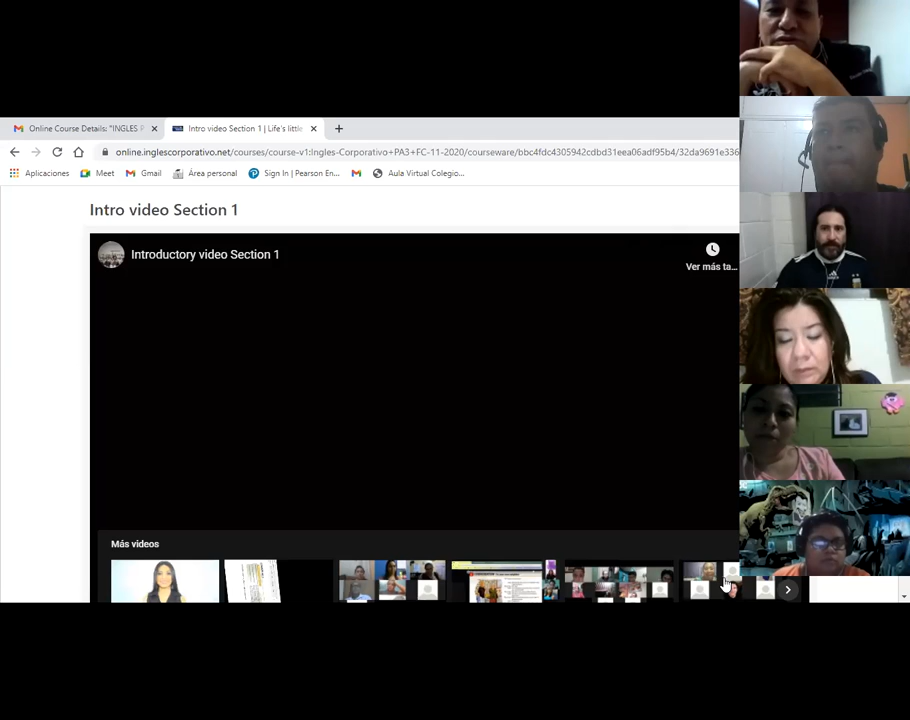 Online Course Details: "INGLES P
Intro video Section 1 | Life's little
online.inglescorporativo.net/courses/course-v1:Ingles-Corporativo+PA3+FC-11-2020/courseware/bbc4fdc4305942cdbd31eea06adf95b4/32da9691e336
Aplicaciones
Meet
Gmail
Área personal
Sign In | Pearson En...
Aula Virtual Colegio...
Intro video Section 1
Introductory video Section 1
Ver más ta...
Más videos